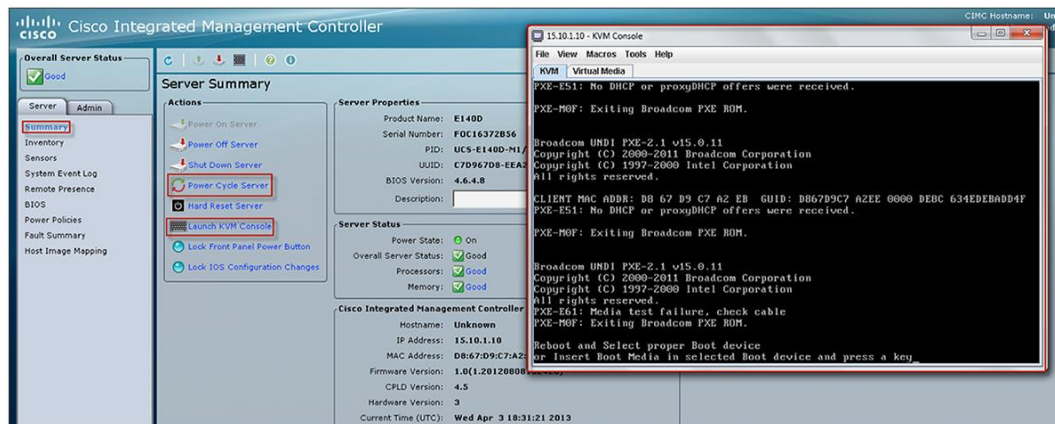 CIMC Hostname: Un
cisco Cisco Integrated Management Controller
Overall Server Status
Good
Server Admin
Summary
Inventory
Sensors
System Event Log
Remote Presence
BIOS
Power Policies
Fault Summary
Host Image Mapping
Server Summary
Actions
Power On Server
Power Off Server
Shut Down Server
Power Cycle Server
Hard Reset Server
Launch KVM Console
Lock Front Panel Power Button
Lock IOS Configuration Changes
Server Properties
Product Name: E140D
Serial Number: FOC16372B56
PID: UCS-E140D-M1/
UUID: C7D967D8-EEA2
BIOS Version: 4.6.4.8
Description:
Server Status
Power State: On
Overall Server Status: Good
Processors: Good
Memory: Good
Cisco Integrated Management Controller
Hostname: Unknown
IP Address: 15.10.1.10
MAC Address: D8:67:D9:C7:A2:
Firmware Version:
CPLD Version: 4.5
Hardware Version: 3
Current Time (UTC): Wed Apr 3 18:31:21 2013
15.10.1.10 - KVM Console
File View Macros Tools Help
KVM Virtual Media
PXE-E51: No DHCP or proxyDHCP offers were received.
PXE-M0F: Exiting Broadcom PXE ROM.
Broadcom UNDI PXE-2.1 v15.0.11
Copyright (C) 2000-2011 Broadcom Corporation
Copyright (C) 1997-2000 Intel Corporation
All rights reserved.
CLIENT MAC ADDR: D8 67 D9 C7 A2 EB GUID: D867D9C7 A2EE 0000 DE8C 634EDEBADD4F
PXE-E51: No DHCP or proxyDHCP offers were received.
PXE-M0F: Exiting Broadcom PXE ROM.
Broadcom UNDI PXE-2.1 v15.0.11
Copyright (C) 2000-2011 Broadcom Corporation
Copyright (C) 1997-2000 Intel Corporation
All rights reserved.
PXE-E61: Media test failure, check cable
PXE-M0F: Exiting Broadcom PXE ROM.
Reboot and Select proper Boot device
or Insert Boot Media in selected Boot device and press a key_